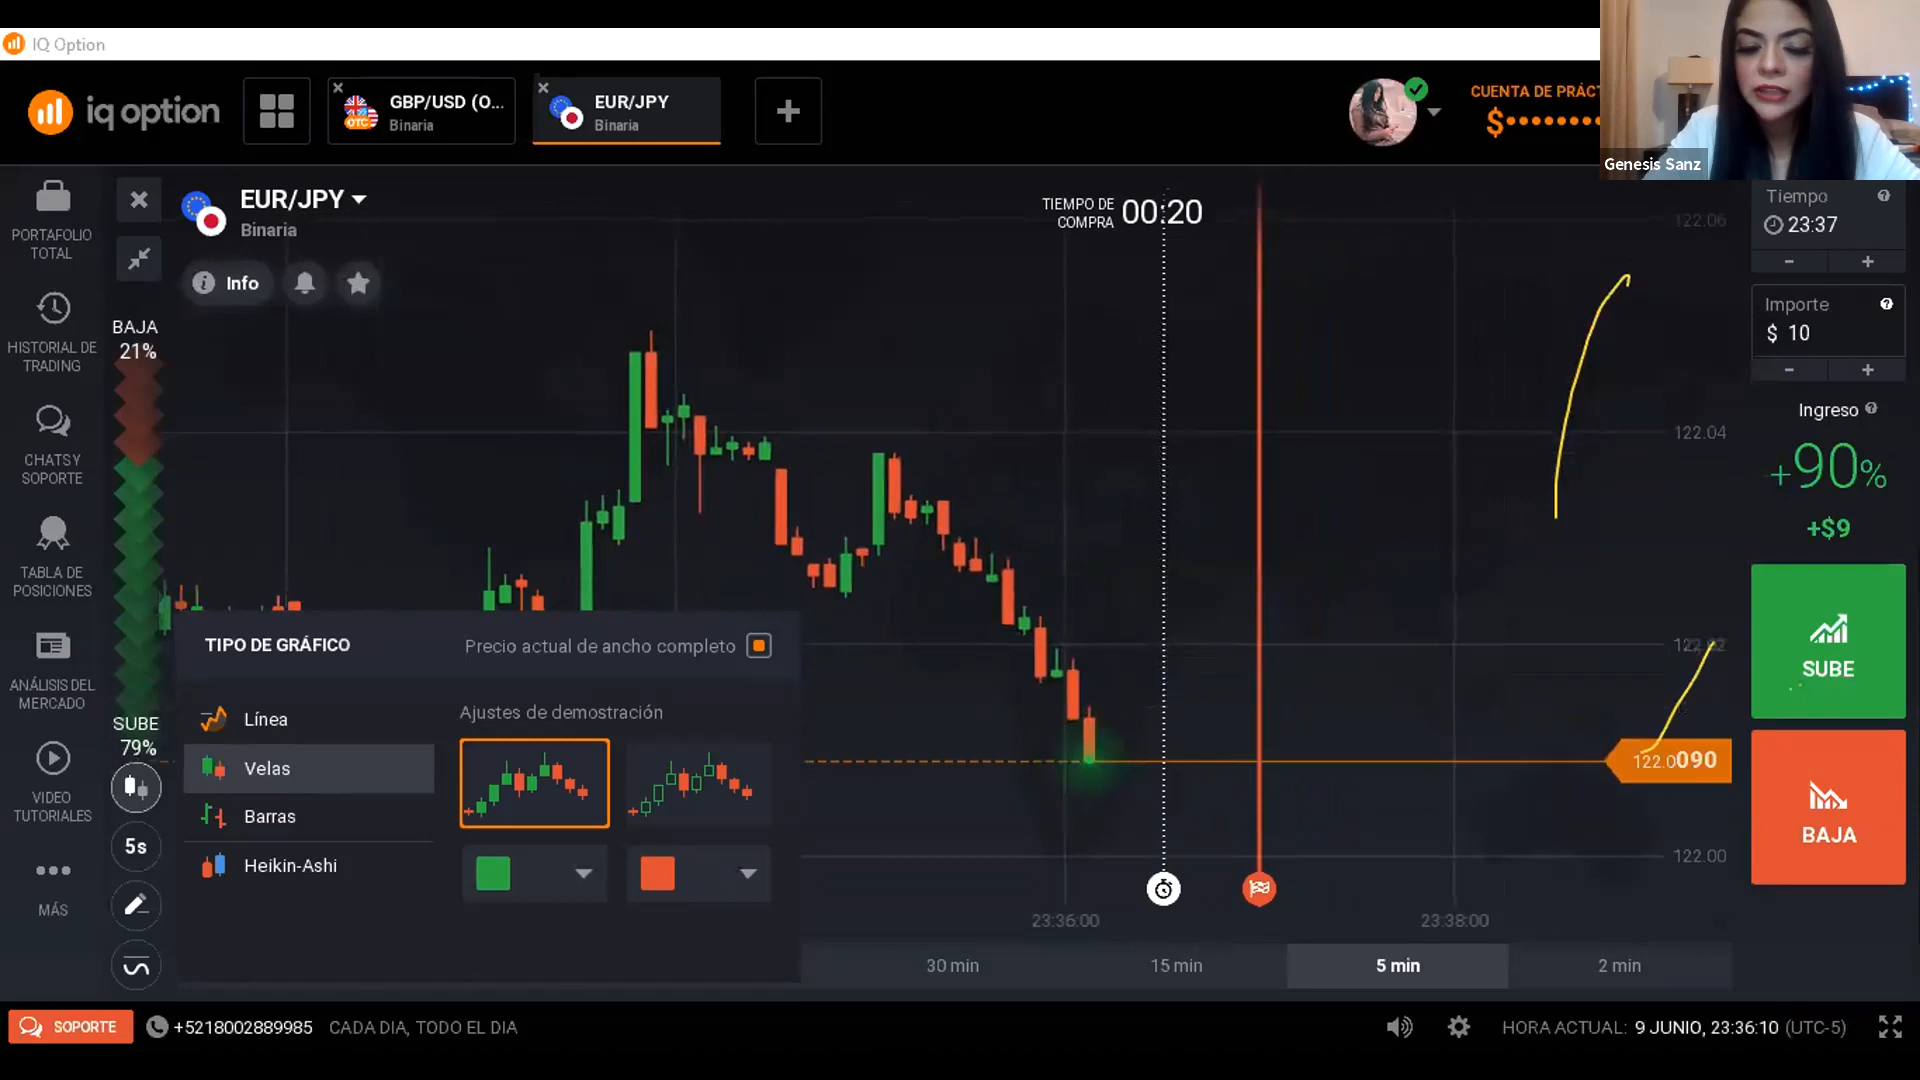 IQ Option
iq option
GBP/USD (O...
Binaria
OTC
EUR/JPY
Binaria
CUENTA DE PRÁCT
$
Genesis Sanz
PORTAFOLIO
TOTAL
HISTORIAL DE
TRADING
CHATS Y
SOPORTE
TABLA DE
POSICIONES
ANÁLISIS DEL
MERCADO
VIDEO
TUTORIALES
MÁS
EUR/JPY
Binaria
Info
BAJA
21%
SUBE
79%
5s
TIEMPO DE
COMPRA
00:20
122.06
122.04
122.02
122.0090
122.00
23:36:00
23:38:00
TIPO DE GRÁFICO
Precio actual de ancho completo
Línea
Velas
Barras
Heikin-Ashi
Ajustes de demostración
30 min
15 min
5 min
2 min
Tiempo
23:37
- +
Importe
$ 10
- +
Ingreso
+90%
+$9
SUBE
BAJA
SOPORTE
+5218002889985
CADA DIA, TODO EL DIA
HORA ACTUAL: 9 JUNIO, 23:36:10 (UTC-5)